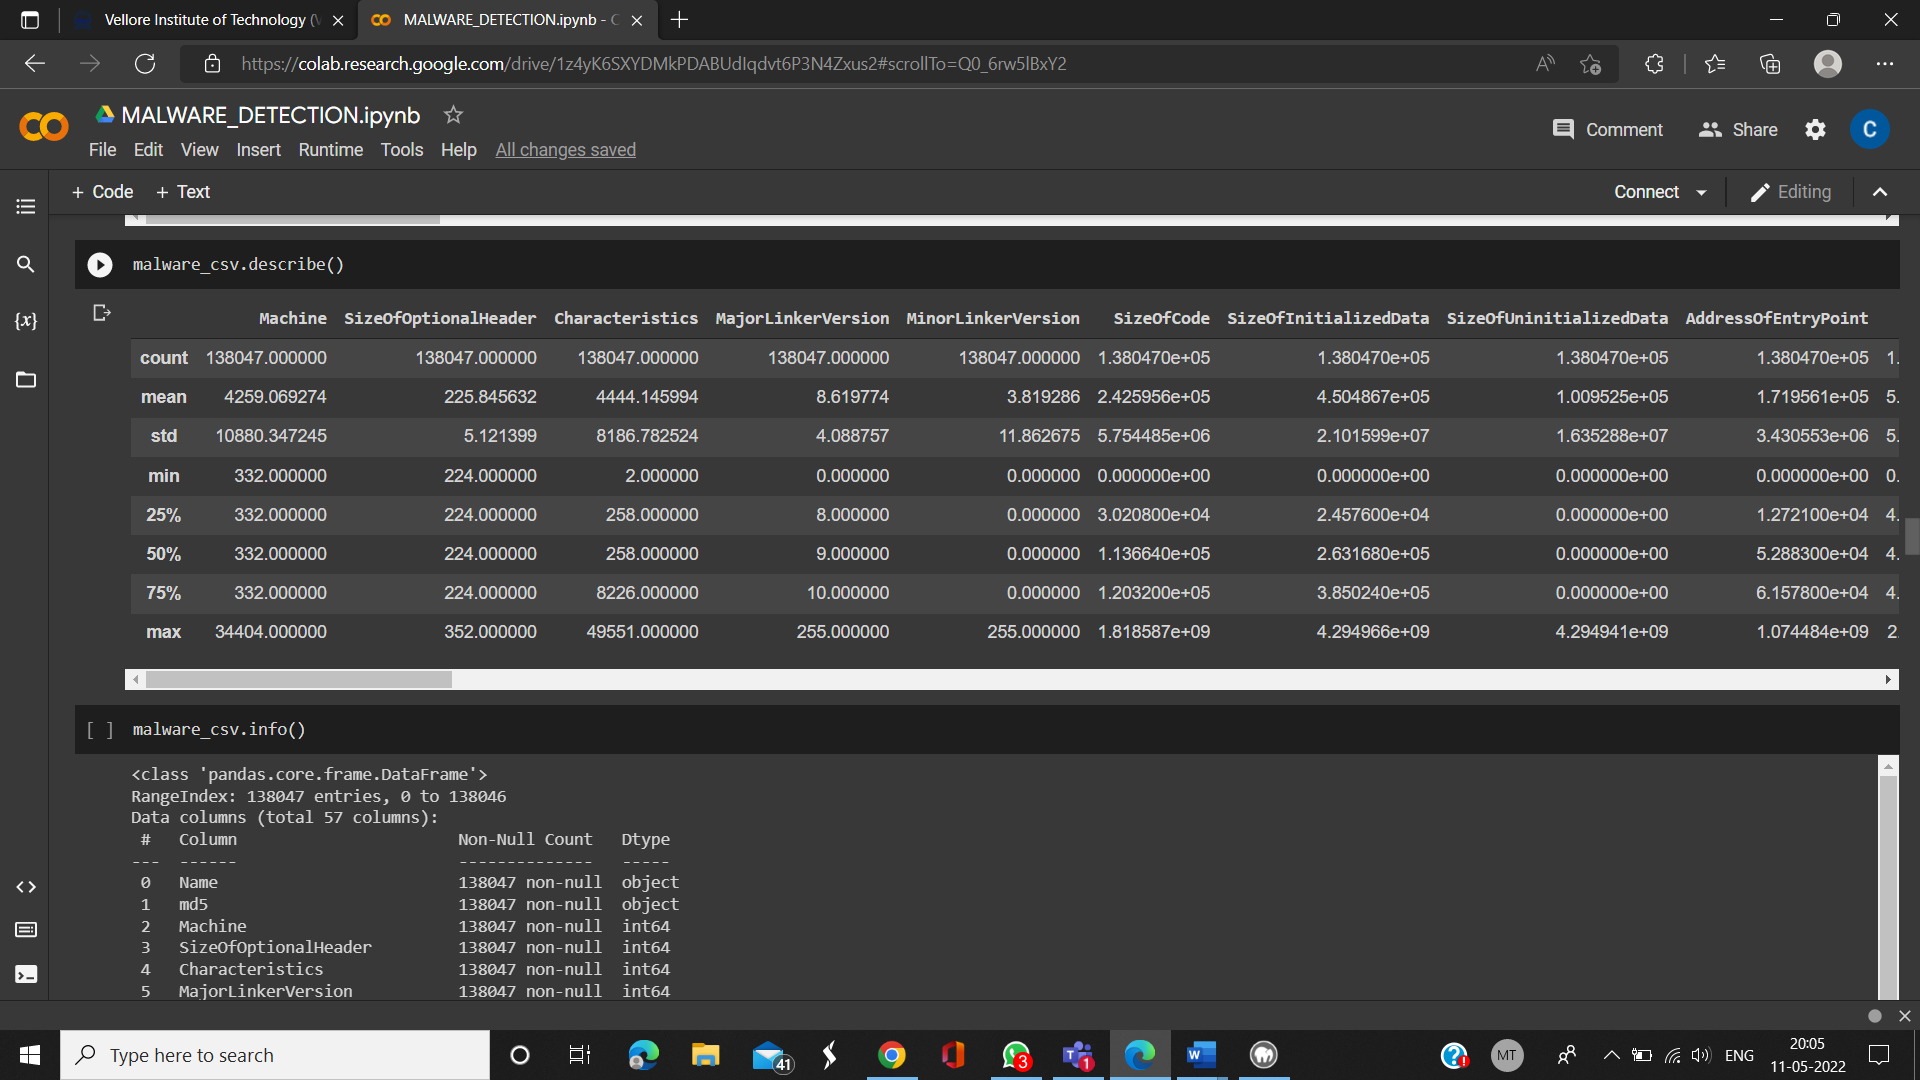 Vellore Institute of Technology (V
MALWARE_DETECTION.ipynb - C
https://colab.research.google.com/drive/1z4yK6SXYDMkPDABUdIqdvt6P3N4Zxus2#scrollTo=Q0_6rw5lBxY2
MALWARE_DETECTION.ipynb
Comment Share C
File Edit View Insert Runtime Tools Help All changes saved
+ Code + Text Connect Editing
malware_csv.describe()
Machine SizeOfOptionalHeader Characteristics MajorLinkerVersion MinorLinkerVersion SizeOfCode SizeOfInitializedData SizeOfUninitializedData AddressOfEntryPoint
count 138047.000000 138047.000000 138047.000000 138047.000000 138047.000000 1.380470e+05 1.380470e+05 1.380470e+05 1.380470e+05 1.
mean 4259.069274 225.845632 4444.145994 8.619774 3.819286 2.425956e+05 4.504867e+05 1.009525e+05 1.719561e+05 5.
std 10880.347245 5.121399 8186.782524 4.088757 11.862675 5.754485e+06 2.101599e+07 1.635288e+07 3.430553e+06 5.
min 332.000000 224.000000 2.000000 0.000000 0.000000 0.000000e+00 0.000000e+00 0.000000e+00 0.000000e+00 0.
25% 332.000000 224.000000 258.000000 8.000000 0.000000 3.020800e+04 2.457600e+04 0.000000e+00 1.272100e+04 4.
50% 332.000000 224.000000 258.000000 9.000000 0.000000 1.136640e+05 2.631680e+05 0.000000e+00 5.288300e+04 4.
75% 332.000000 224.000000 8226.000000 10.000000 0.000000 1.203200e+05 3.850240e+05 0.000000e+00 6.157800e+04 4.
max 34404.000000 352.000000 49551.000000 255.000000 255.000000 1.818587e+09 4.294966e+09 4.294941e+09 1.074484e+09 2.
{x}
[ ] malware_csv.info()
<class 'pandas.core.frame.DataFrame'>
RangeIndex: 138047 entries, 0 to 138046
Data columns (total 57 columns):
# Column Non-Null Count Dtype
--- ------ -------------- -----
0 Name 138047 non-null object
1 md5 138047 non-null object
2 Machine 138047 non-null int64
3 SizeOfOptionalHeader 138047 non-null int64
4 Characteristics 138047 non-null int64
5 MajorLinkerVersion 138047 non-null int64
Type here to search
41
3
1
MT
ENG
20:05
11-05-2022